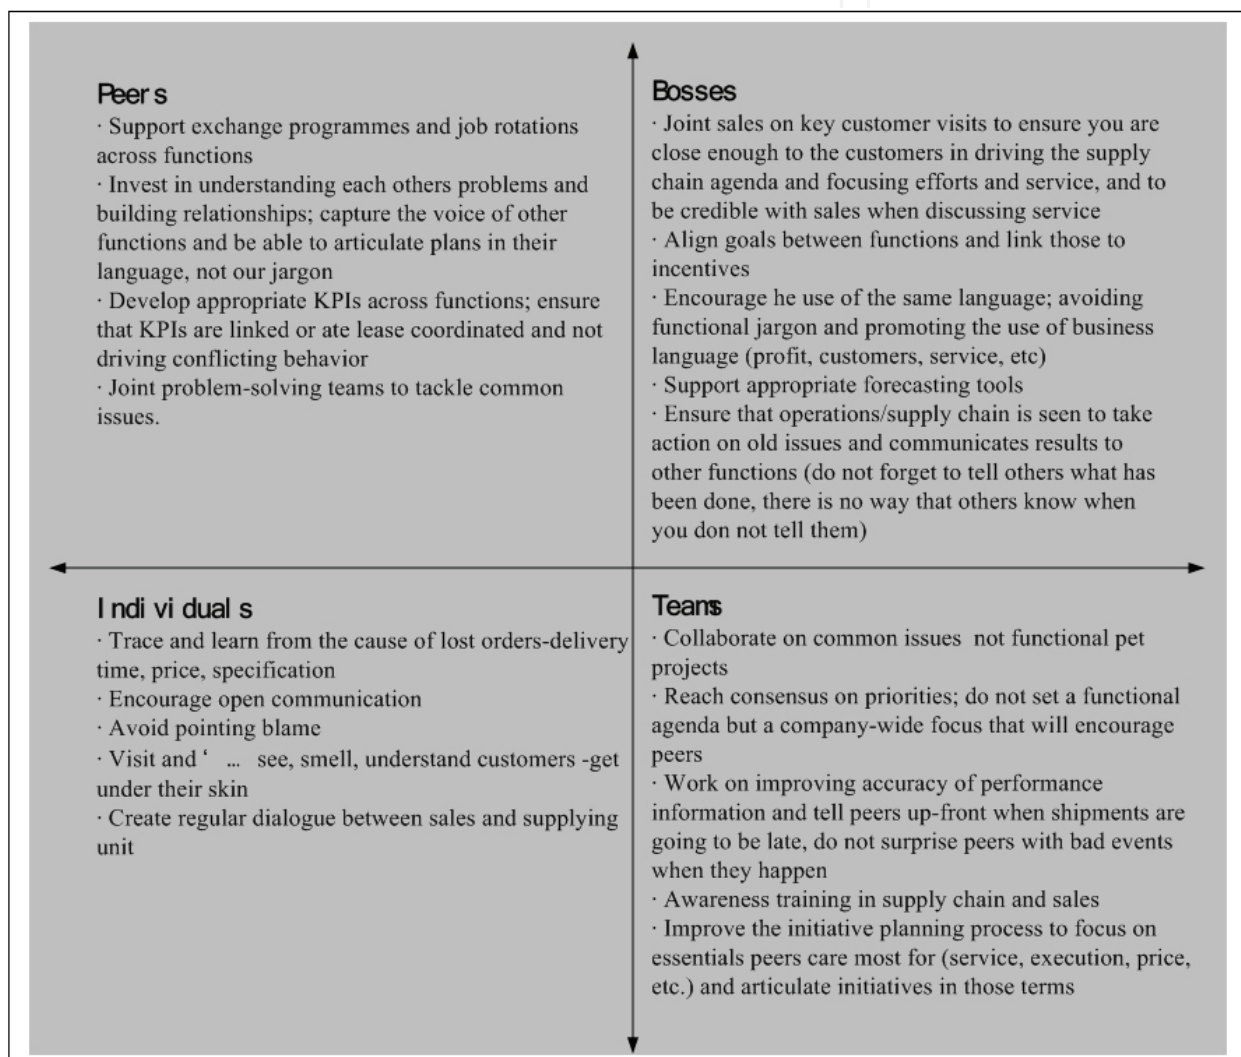 Peers
· Support exchange programmes and job rotations
across functions
· Invest in understanding each others problems and
building relationships; capture the voice of other
functions and be able to articulate plans in their
language, not our jargon
· Develop appropriate KPIs across functions; ensure
that KPIs are linked or ate lease coordinated and not
driving conflicting behavior
· Joint problem-solving teams to tackle common
issues.
Bosses
· Joint sales on key customer visits to ensure you are
close enough to the customers in driving the supply
chain agenda and focusing efforts and service, and to
be credible with sales when discussing service
· Align goals between functions and link those to
incentives
· Encourage he use of the same language; avoiding
functional jargon and promoting the use of business
language (profit, customers, service, etc)
· Support appropriate forecasting tools
· Ensure that operations/supply chain is seen to take
action on old issues and communicates results to
other functions (do not forget to tell others what has
been done, there is no way that others know when
you don not tell them)
Individuals
· Trace and learn from the cause of lost orders-delivery
time, price, specification
· Encourage open communication
· Avoid pointing blame
· Visit and ‘ … see, smell, understand customers -get
under their skin
· Create regular dialogue between sales and supplying
unit
Teams
· Collaborate on common issues  not functional pet
projects
· Reach consensus on priorities; do not set a functional
agenda but a company-wide focus that will encourage
peers
· Work on improving accuracy of performance
information and tell peers up-front when shipments are
going to be late, do not surprise peers with bad events
when they happen
· Awareness training in supply chain and sales
· Improve the initiative planning process to focus on
essentials peers care most for (service, execution, price,
etc.) and articulate initiatives in those terms